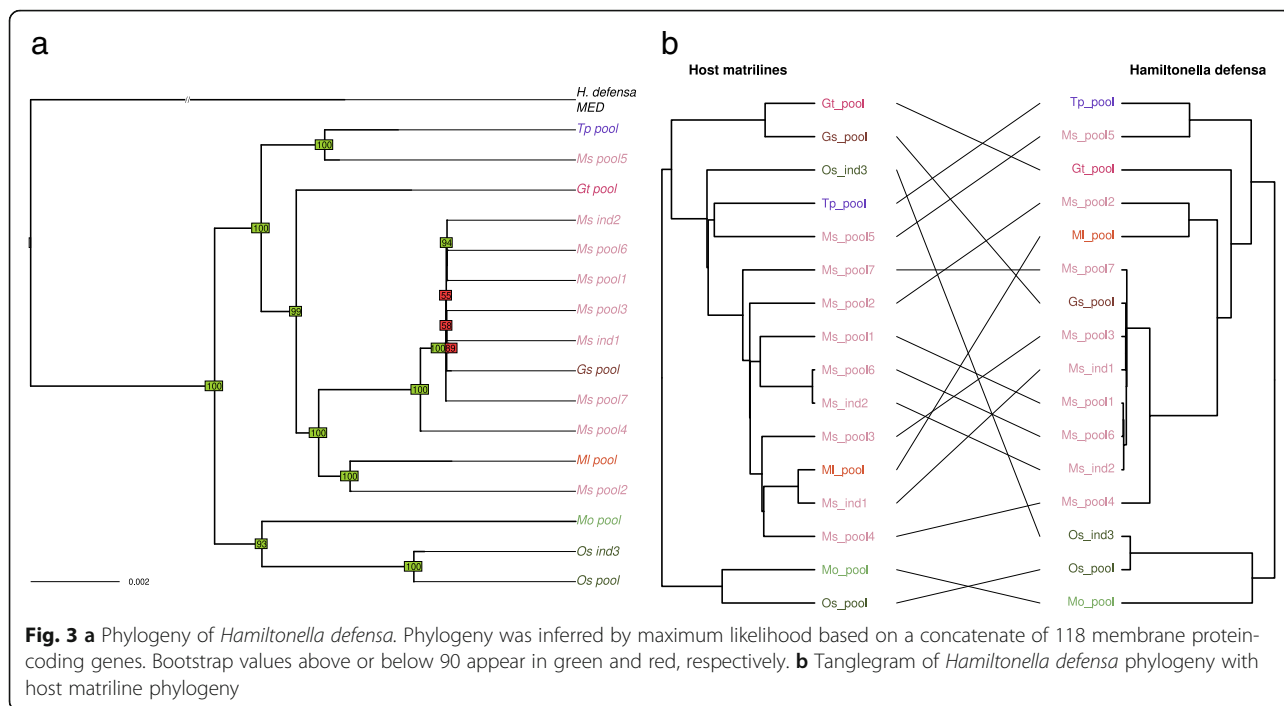 a
H. defensa
MED
Tp pool
100
Ms pool5
Gt pool
100
Ms ind2
94
Ms pool6
Ms pool1
55
99
Ms pool3
58
Ms ind1
100
Gs pool
100
100
Ms pool7
100
Ms pool4
Ml pool
100
Ms pool2
Mo pool
93
Os ind3
100
0.002
Os pool
b
Host matrilines
Gt_pool
Gs_pool
Os_ind3
Tp_pool
Ms_pool5
Ms_pool7
Ms_pool2
Ms_pool1
Ms_pool6
Ms_ind2
Ms_pool3
Ml_pool
Ms_ind1
Ms_pool4
Mo_pool
Os_pool
Hamiltonella defensa
Tp_pool
Ms_pool5
Gt_pool
Ms_pool2
Ml_pool
Ms_pool7
Gs_pool
Ms_pool3
Ms_ind1
Ms_pool1
Ms_pool6
Ms_ind2
Ms_pool4
Os_ind3
Os_pool
Mo_pool
Fig. 3 a Phylogeny of Hamiltonella defensa. Phylogeny was inferred by maximum likelihood based on a concatenate of 118 membrane protein-
coding genes. Bootstrap values above or below 90 appear in green and red, respectively. b Tanglegram of Hamiltonella defensa phylogeny with
host matriline phylogeny